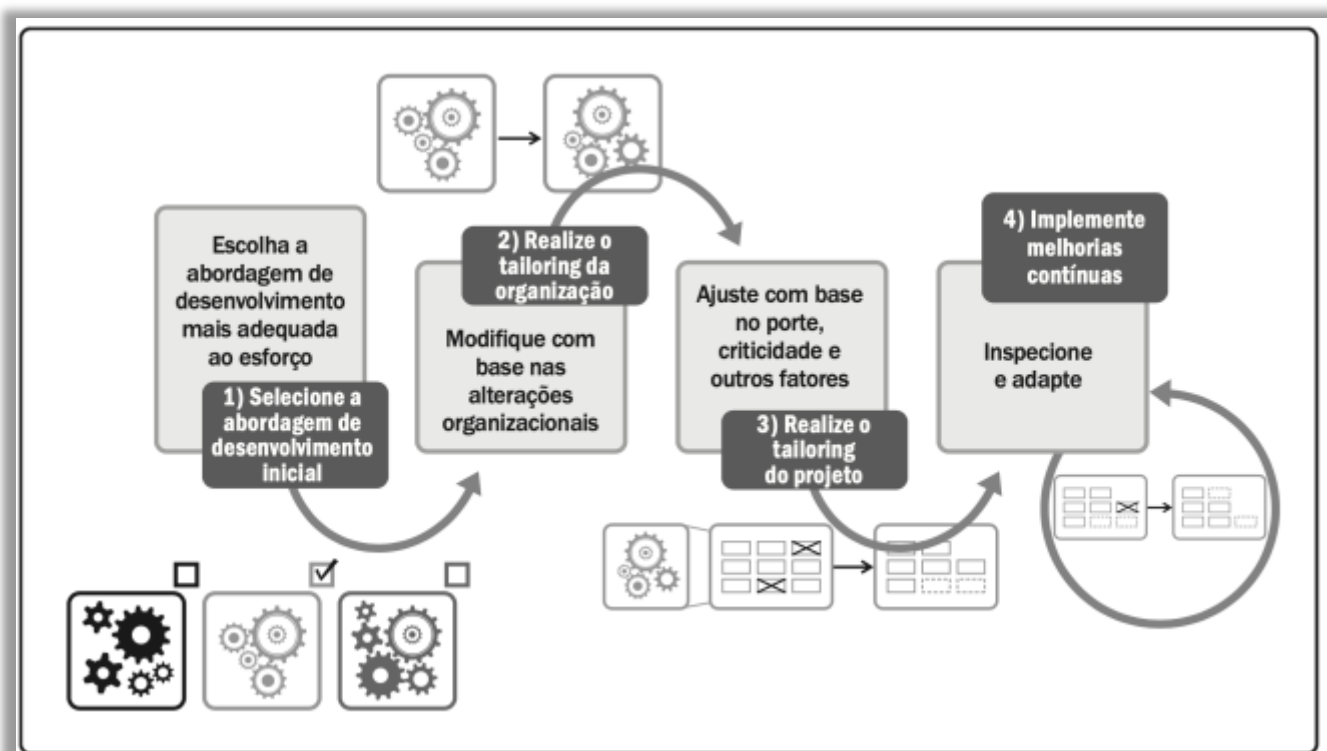 Escolha a
abordagem de
desenvolvimento
mais adequada
ao esforço
1) Selecione a
abordagem de
desenvolvimento
inicial
2) Realize o
tailoring da
organização
Modifique com
base nas
alterações
organizacionais
Ajuste com base
no porte,
criticidade e
outros fatores
3) Realize o
tailoring
do projeto
4) Implemente
melhorias
contínuas
Inspecione
e adapte